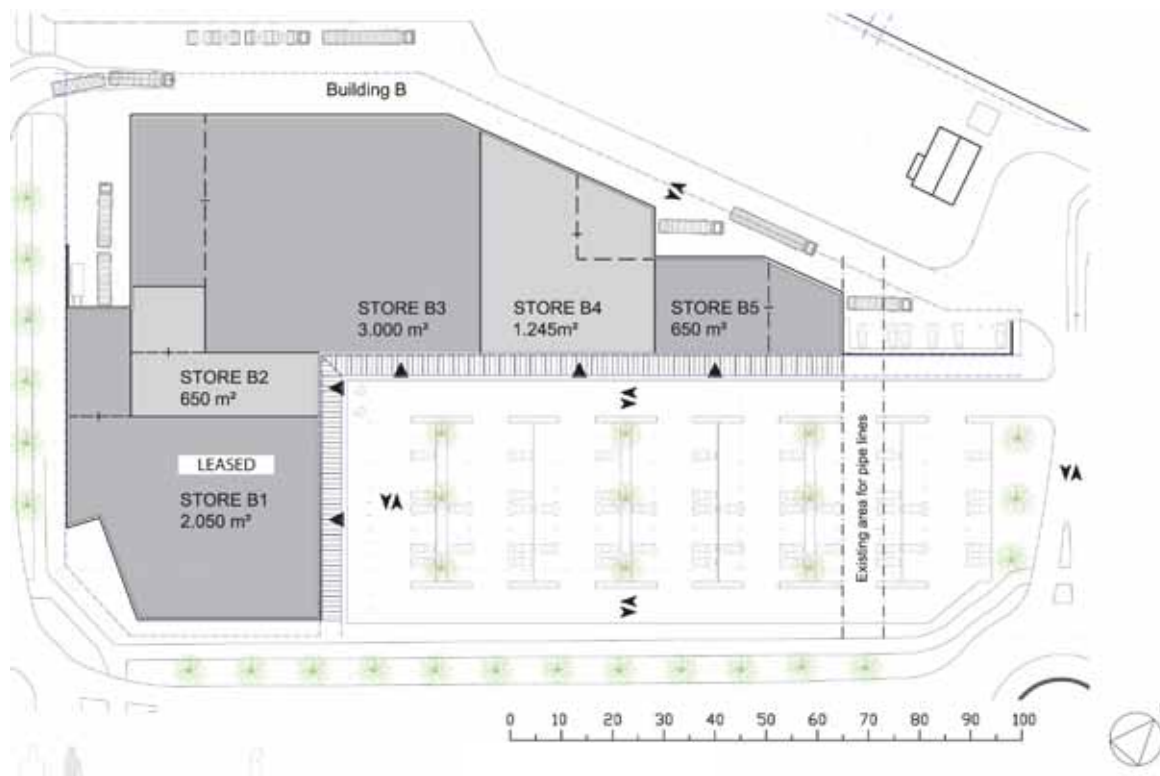 Building B
STORE B3
3.000 m²
STORE B4
1.245m²
STORE B5
650 m²
STORE B2
650 m²
LEASED
STORE B1
2.050 m²
Existing area for pipe lines
0 10 20 30 40 50 60 70 80 90 100